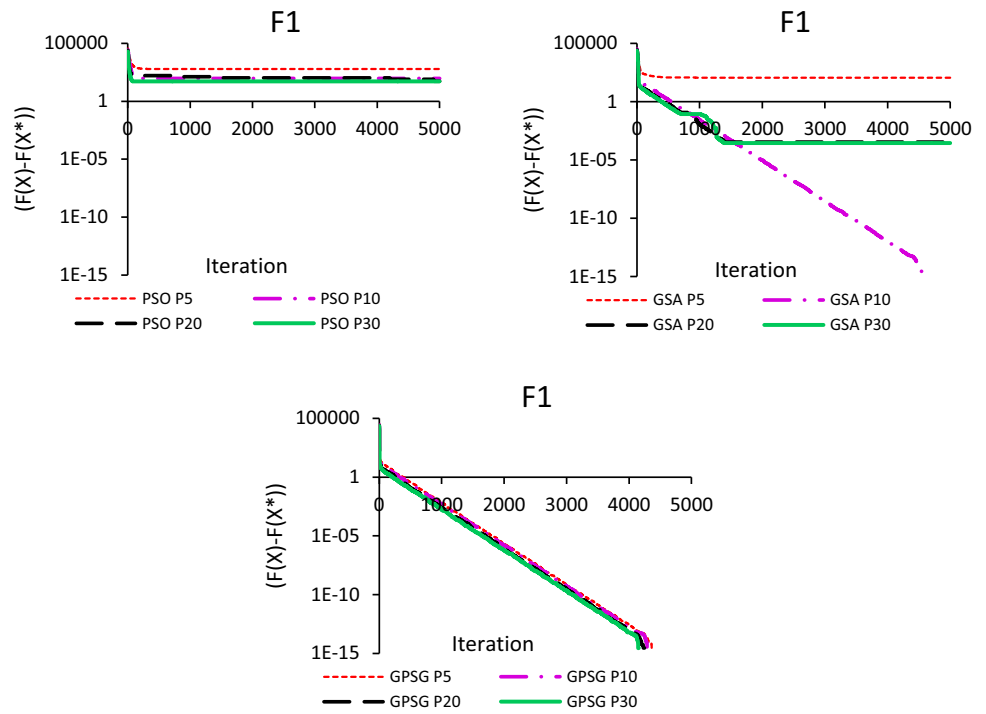 F1
100000
1
1E-05
1E-10
1E-15
0 1000 2000 3000 4000 5000
(F(X)-F(X*))
Iteration
PSO P5 PSO P10
PSO P20 PSO P30
F1
100000
1
1E-05
1E-10
1E-15
0 1000 2000 3000 4000 5000
(F(X)-F(X*))
Iteration
GSA P5 GSA P10
GSA P20 GSA P30
F1
100000
1
1E-05
1E-10
1E-15
0 1000 2000 3000 4000 5000
(F(X)-F(X*))
Iteration
GPSG P5 GPSG P10
GPSG P20 GPSG P30